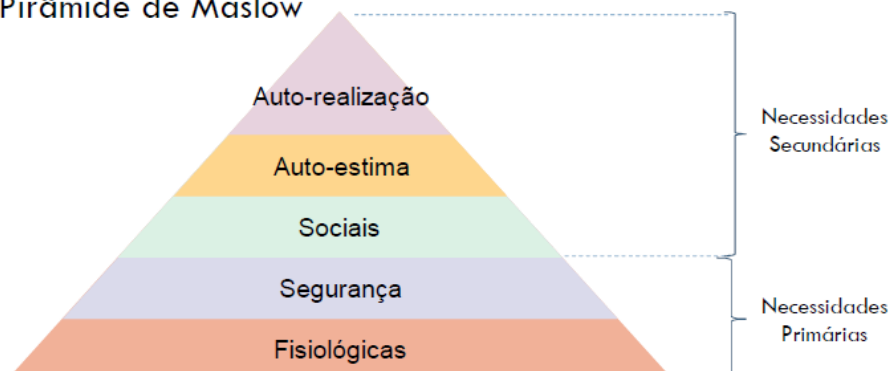 Pirâmide de Maslow
Auto-realização
Auto-estima
Sociais
Segurança
Fisiológicas
Necessidades
Secundárias
Necessidades
Primárias